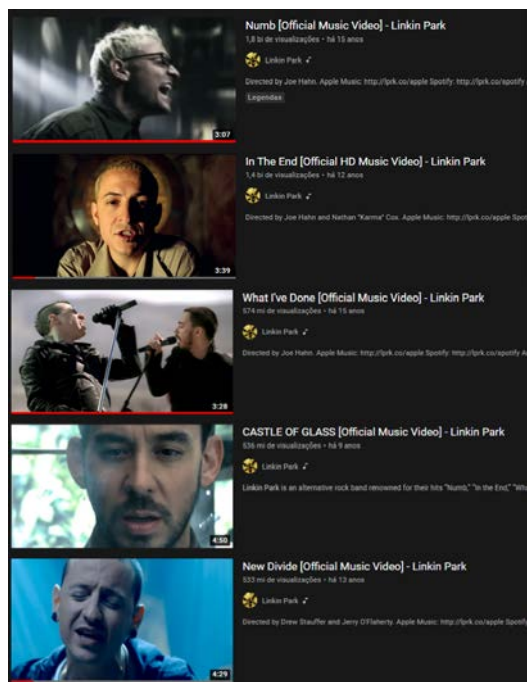 Numb [Official Music Video] - Linkin Park
1,8 bi de visualizações • há 15 anos
Linkin Park
Directed by Joe Hahn. Apple Music: http://lprk.co/apple Spotify: http://lprk.co/spotify
Legendas
3:07
In The End [Official HD Music Video] - Linkin Park
1,4 bi de visualizações • há 12 anos
Linkin Park
Directed by Joe Hahn and Nathan "Karma" Cox. Apple Music: http://lprk.co/apple Spot
3:39
What I've Done [Official Music Video] - Linkin Park
574 mi de visualizações • há 15 anos
Linkin Park
Directed by Joe Hahn. Apple Music: http://lprk.co/apple Spotify: http://lprk.co/spotify A
3:28
CASTLE OF GLASS [Official Music Video] - Linkin Park
536 mi de visualizações • há 9 anos
Linkin Park
Linkin Park is an alternative rock band renowned for their hits "Numb," "In the End," "Wh
4:50
New Divide [Official Music Video] - Linkin Park
533 mi de visualizações • há 13 anos
Linkin Park
Directed by Drew Stauffer and Jerry O'Flaherty. Apple Music: http://lprk.co/apple Spotify
4:29